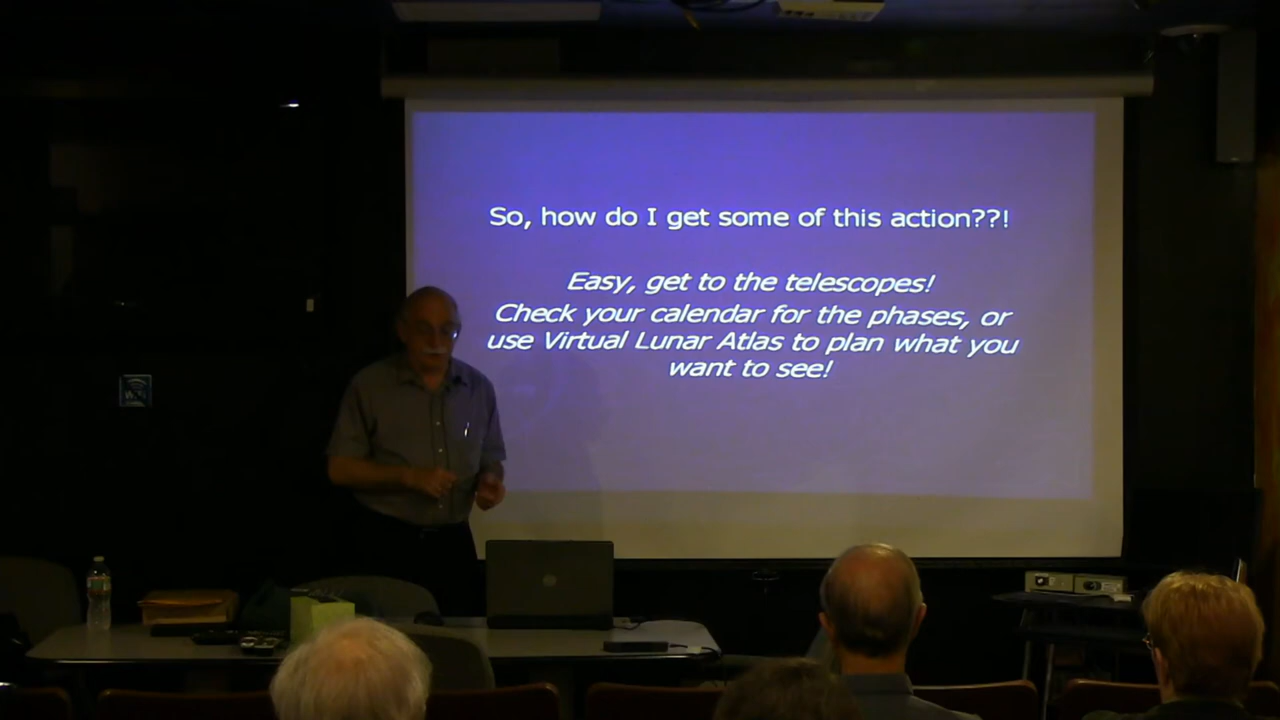 So, how do I get some of this action??!
Easy, get to the telescopes!
Check your calendar for the phases, or
use Virtual Lunar Atlas to plan what you
want to see!